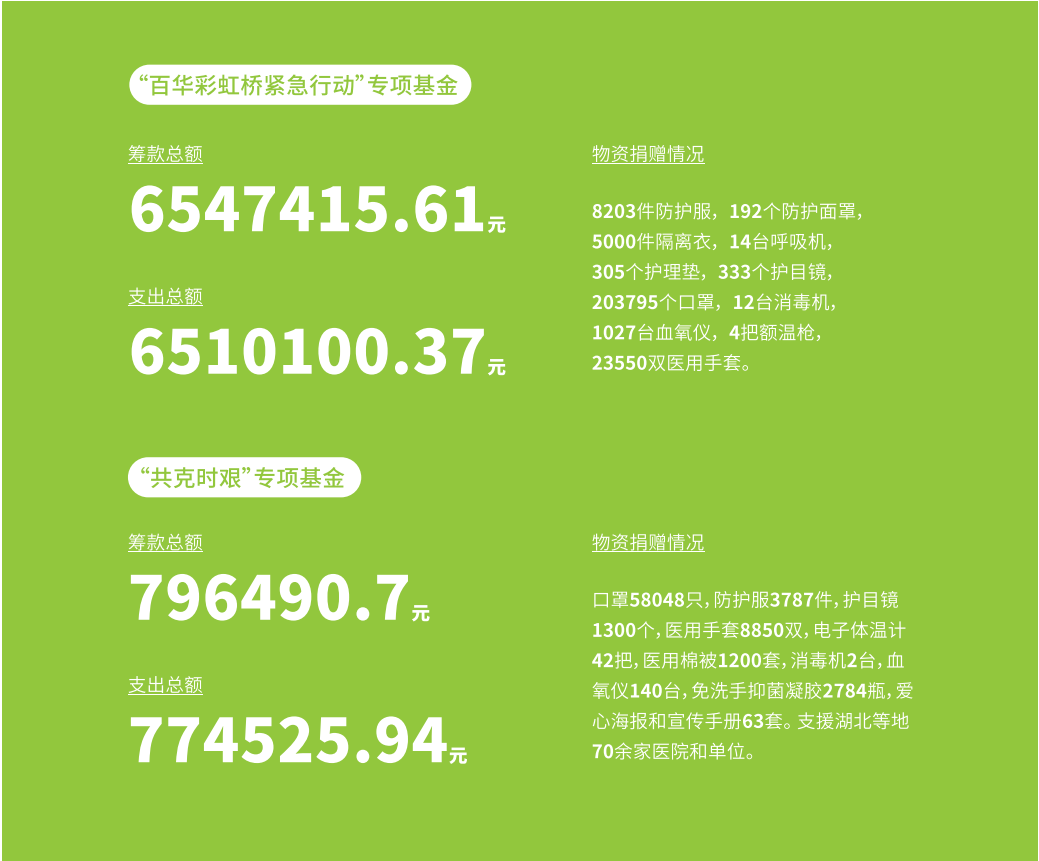 “百华彩虹桥紧急行动”专项基金
筹款总额
6547415.61元
支出总额
6510100.37元
物资捐赠情况
8203件防护服，192个防护面罩，
5000件隔离衣，14台呼吸机，
305个护理垫，333个护目镜，
203795个口罩，12台消毒机，
1027台血氧仪，4把额温枪，
23550双医用手套。
“共克时艰”专项基金
筹款总额
796490.7元
支出总额
774525.94元
物资捐赠情况
口罩58048只，防护服3787件，护目镜
1300个，医用手套8850双，电子体温计
42把，医用棉被1200套，消毒机2台，血
氧仪140台，免洗手抑菌凝胶2784瓶，爱
心海报和宣传手册63套。支援湖北等地
70余家医院和单位。